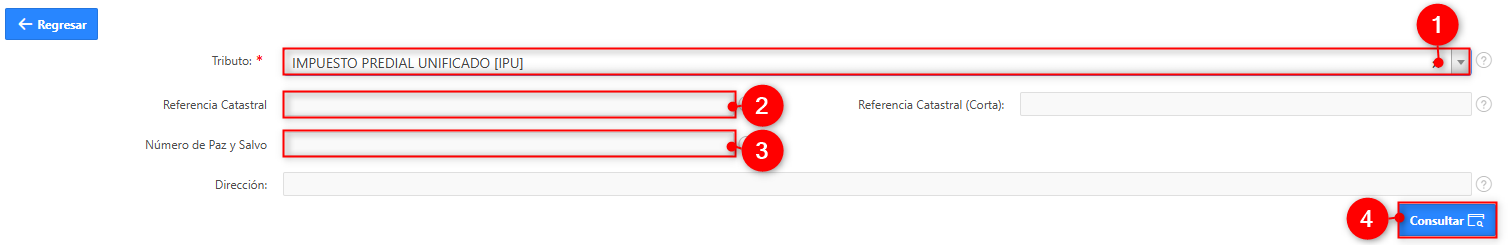 Regresar
1
Tributo: * IMPUESTO PREDIAL UNIFICADO [IPU] ?
Referencia Catastral 2 Referencia Catastral (Corta): ?
Número de Paz y Salvo 3
Dirección: ?
4 Consultar